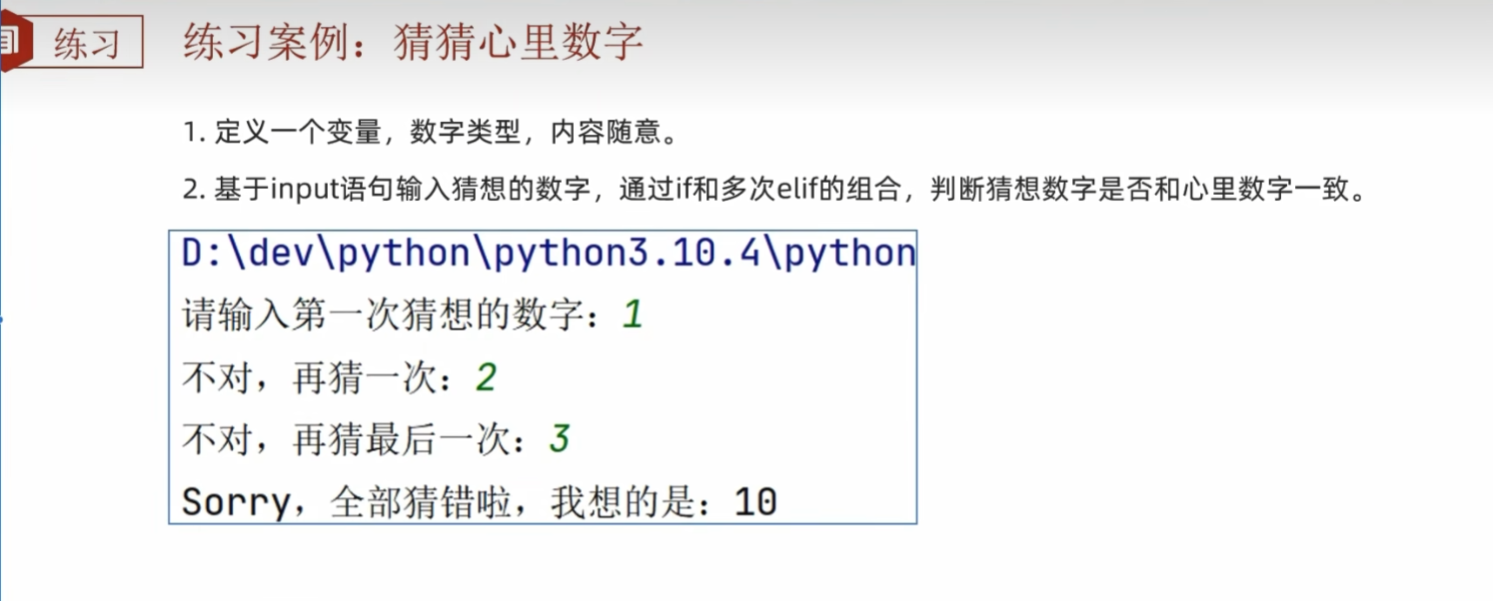 练习
练习案例：猜猜心里数字
1. 定义一个变量，数字类型，内容随意。
2. 基于input语句输入猜想的数字，通过if和多次elif的组合，判断猜想数字是否和心里数字一致。
D:\dev\python\python3.10.4\python
请输入第一次猜想的数字：1
不对，再猜一次：2
不对，再猜最后一次：3
Sorry，全部猜错啦，我想的是：10